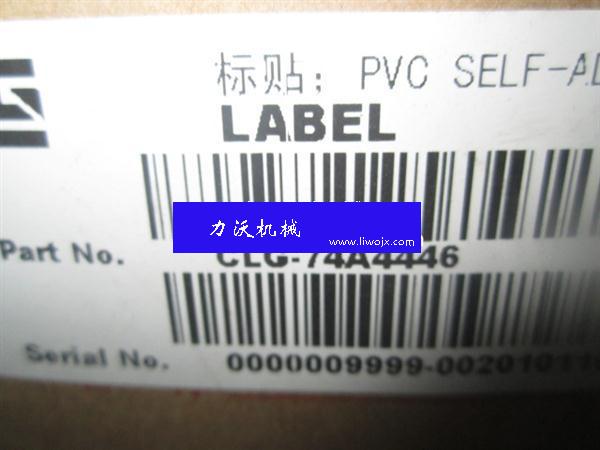 标贴; PVC SELF-AD
LABEL
力沃机械
www.liwojx.com
Part No. CLG-74A4446
Serial No. 0000009999-0020101